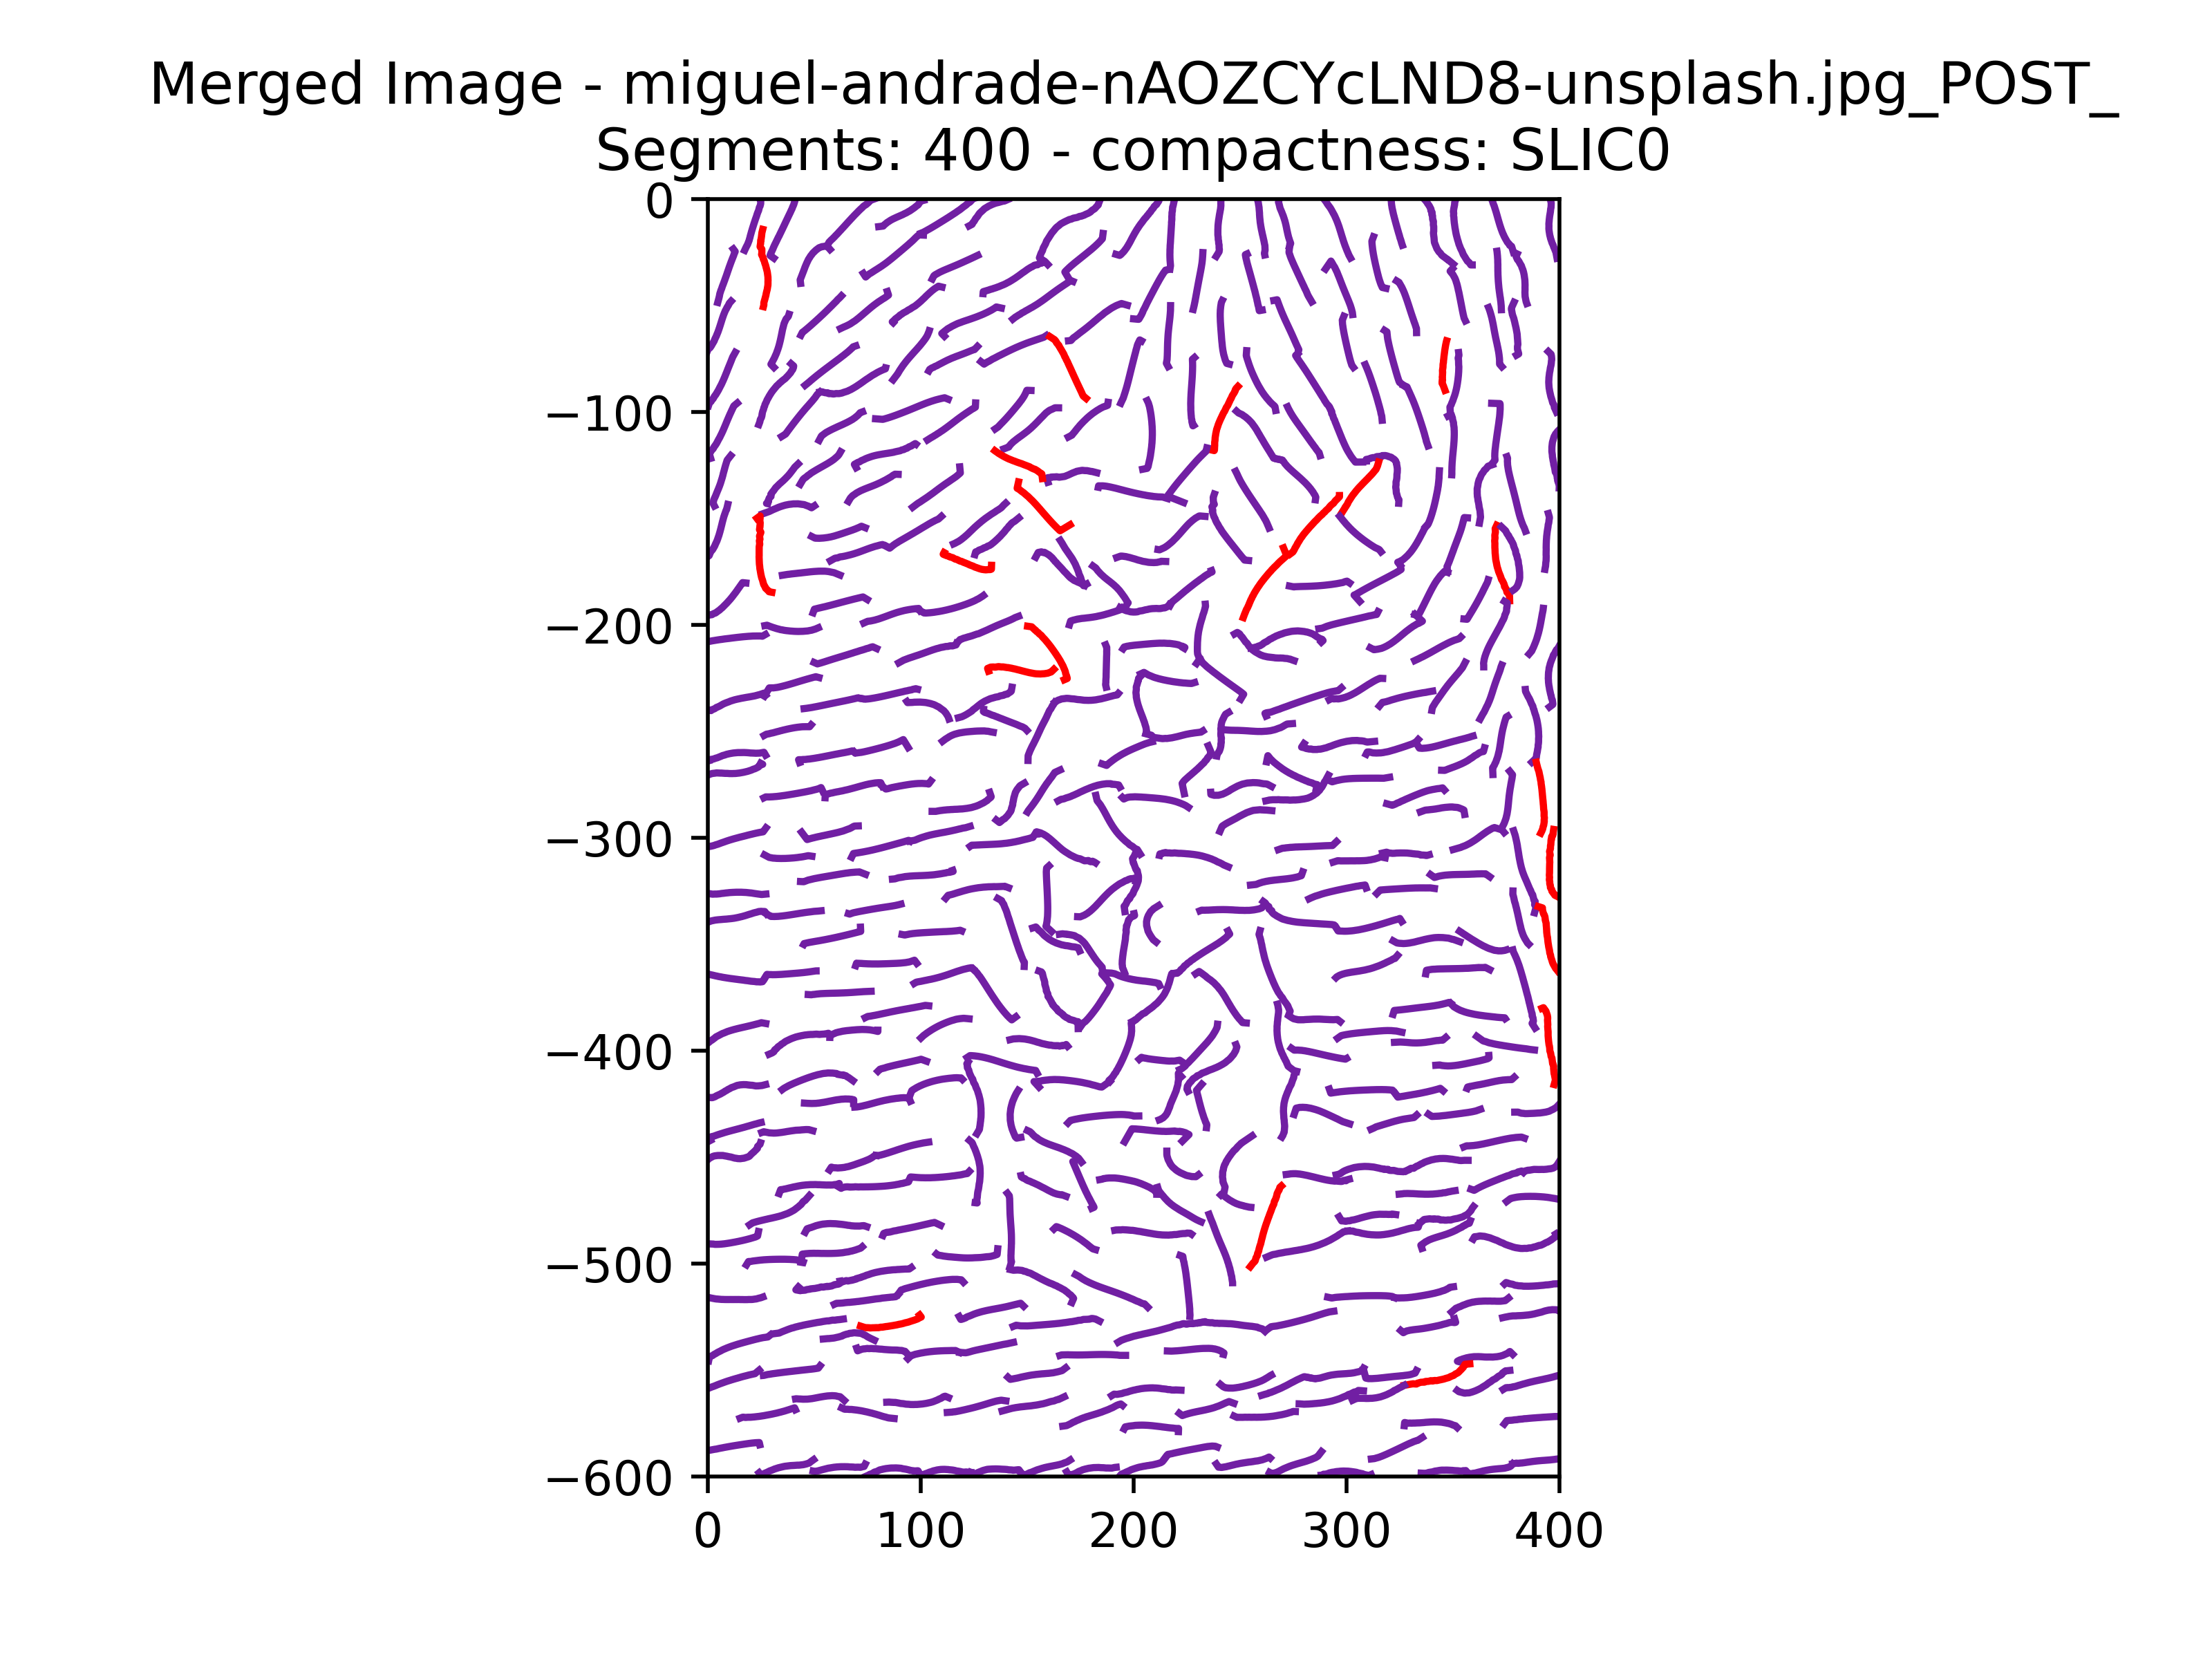 Merged Image - miguel-andrade-nAOZCYcLND8-unsplash.jpg_POST_
Segments: 400 - compactness: SLIC0
0
−100
−200
−300
−400
−500
−600
0 100 200 300 400